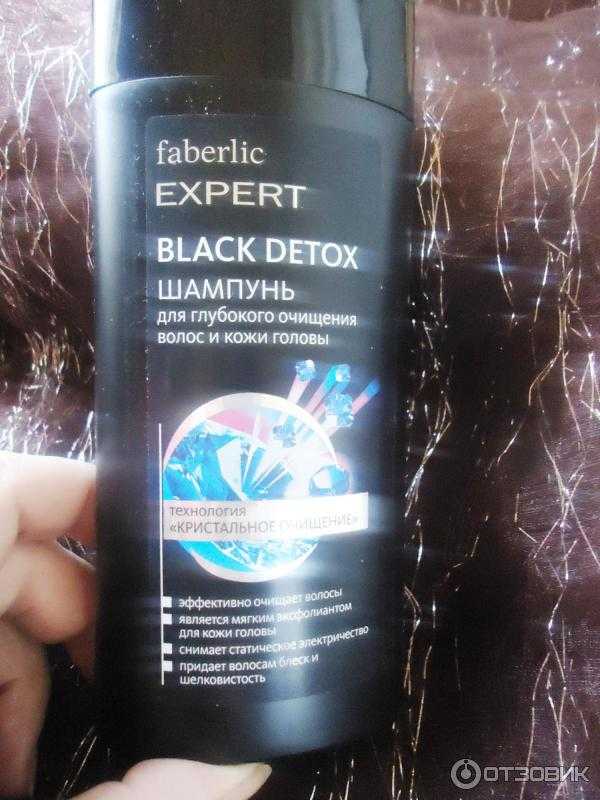 faberlic
EXPERT
BLACK DETOX
ШАМПУНЬ
для глубокого очищения
волос и кожи головы
технология
«КРИСТАЛЬНОЕ ОЧИЩЕНИЕ»
эффективно очищает волосы
является мягким эксфолиантом
для кожи головы
снимает статическое электричество
придает волосам блеск и
шелковистость
ОТЗОВИК